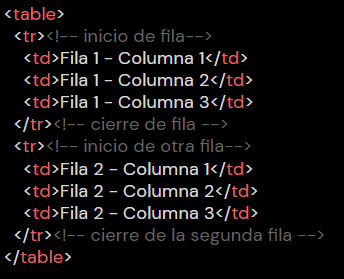 <table>
<tr><!-- inicio de fila-->
<td>Fila 1 - Columna 1</td>
<td>Fila 1 - Columna 2</td>
<td>Fila 1 - Columna 3</td>
</tr><!-- cierre de fila -->
<tr><!-- inicio de otra fila-->
<td>Fila 2 - Columna 1</td>
<td>Fila 2 - Columna 2</td>
<td>Fila 2 - Columna 3</td>
</tr><!-- cierre de la segunda fila -->
</table>